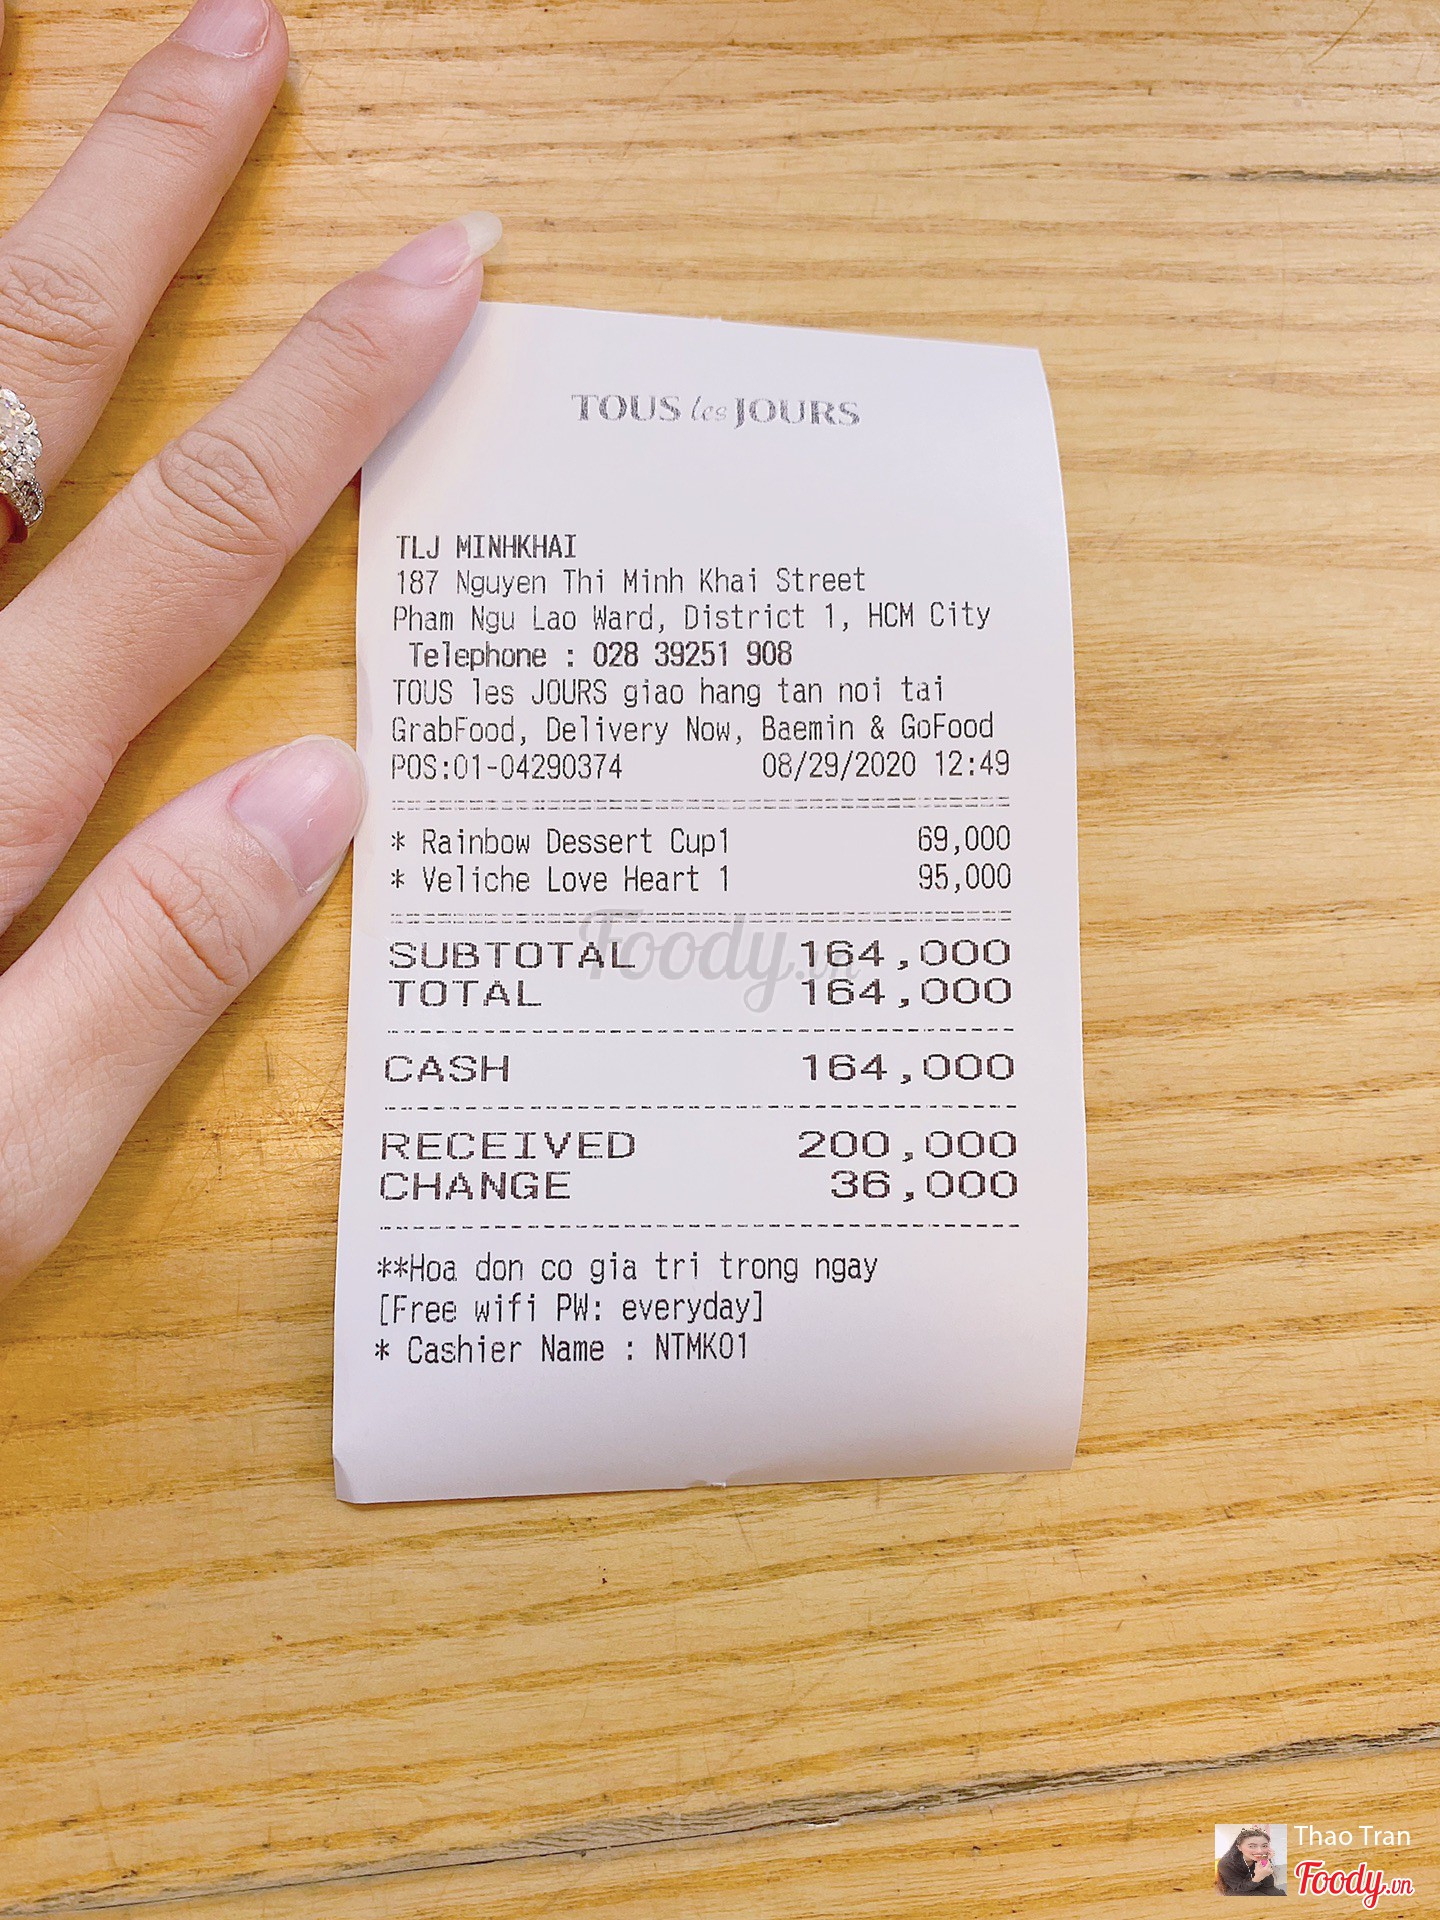 TOUS les JOURS
TLJ MINHKHAI
187 Nguyen Thi Minh Khai Street
Pham Ngu Lao Ward, District 1, HCM City
Telephone : 028 39251 908
TOUS les JOURS giao hang tan noi tai
GrabFood, Delivery Now, Baemin & GoFood
POS:01-04290374 08/29/2020 12:49
* Rainbow Dessert Cup1 69,000
* Veliche Love Heart 1 95,000
SUBTOTAL 164,000
TOTAL 164,000
Foody.vn
CASH 164,000
RECEIVED 200,000
CHANGE 36,000
**Hoa don co gia tri trong ngay
[Free wifi PW: everyday]
* Cashier Name : NTMK01
Thao Tran
Foody.vn